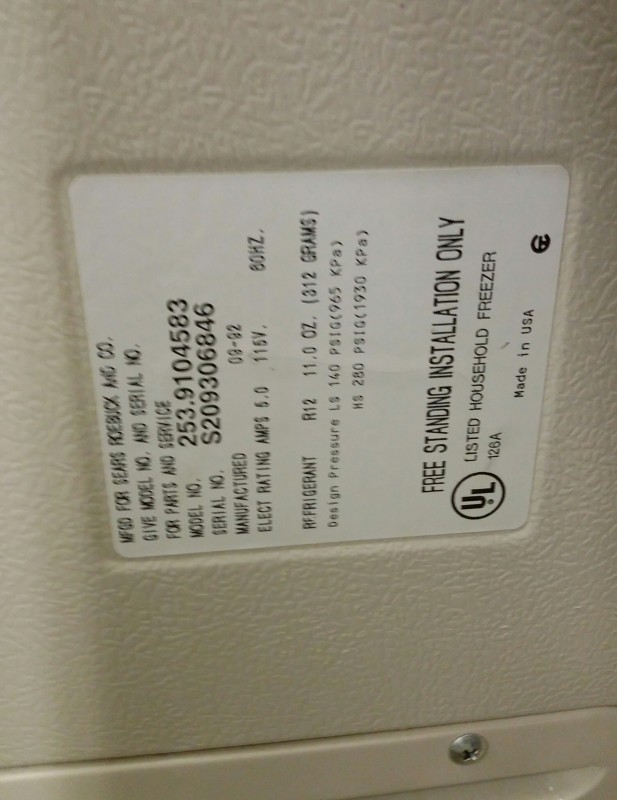 MFGD FOR SEARS ROEBUCK AND CO.
GIVE MODEL NO. AND SERIAL NO.
FOR PARTS AND SERVICE
MODEL NO. 253.9104583
SERIAL NO. S209306846
MANUFACTURED 09-92
ELECT RATING AMPS 5.0 115V. 60HZ.
REFRIGERANT R12 11.0 OZ. (312 GRAMS)
Design Pressure LS 140 PSIG(965 KPa)
HS 280 PSIG(1930 KPa)
FREE STANDING INSTALLATION ONLY
UL LISTED HOUSEHOLD FREEZER
126A
Made in USA